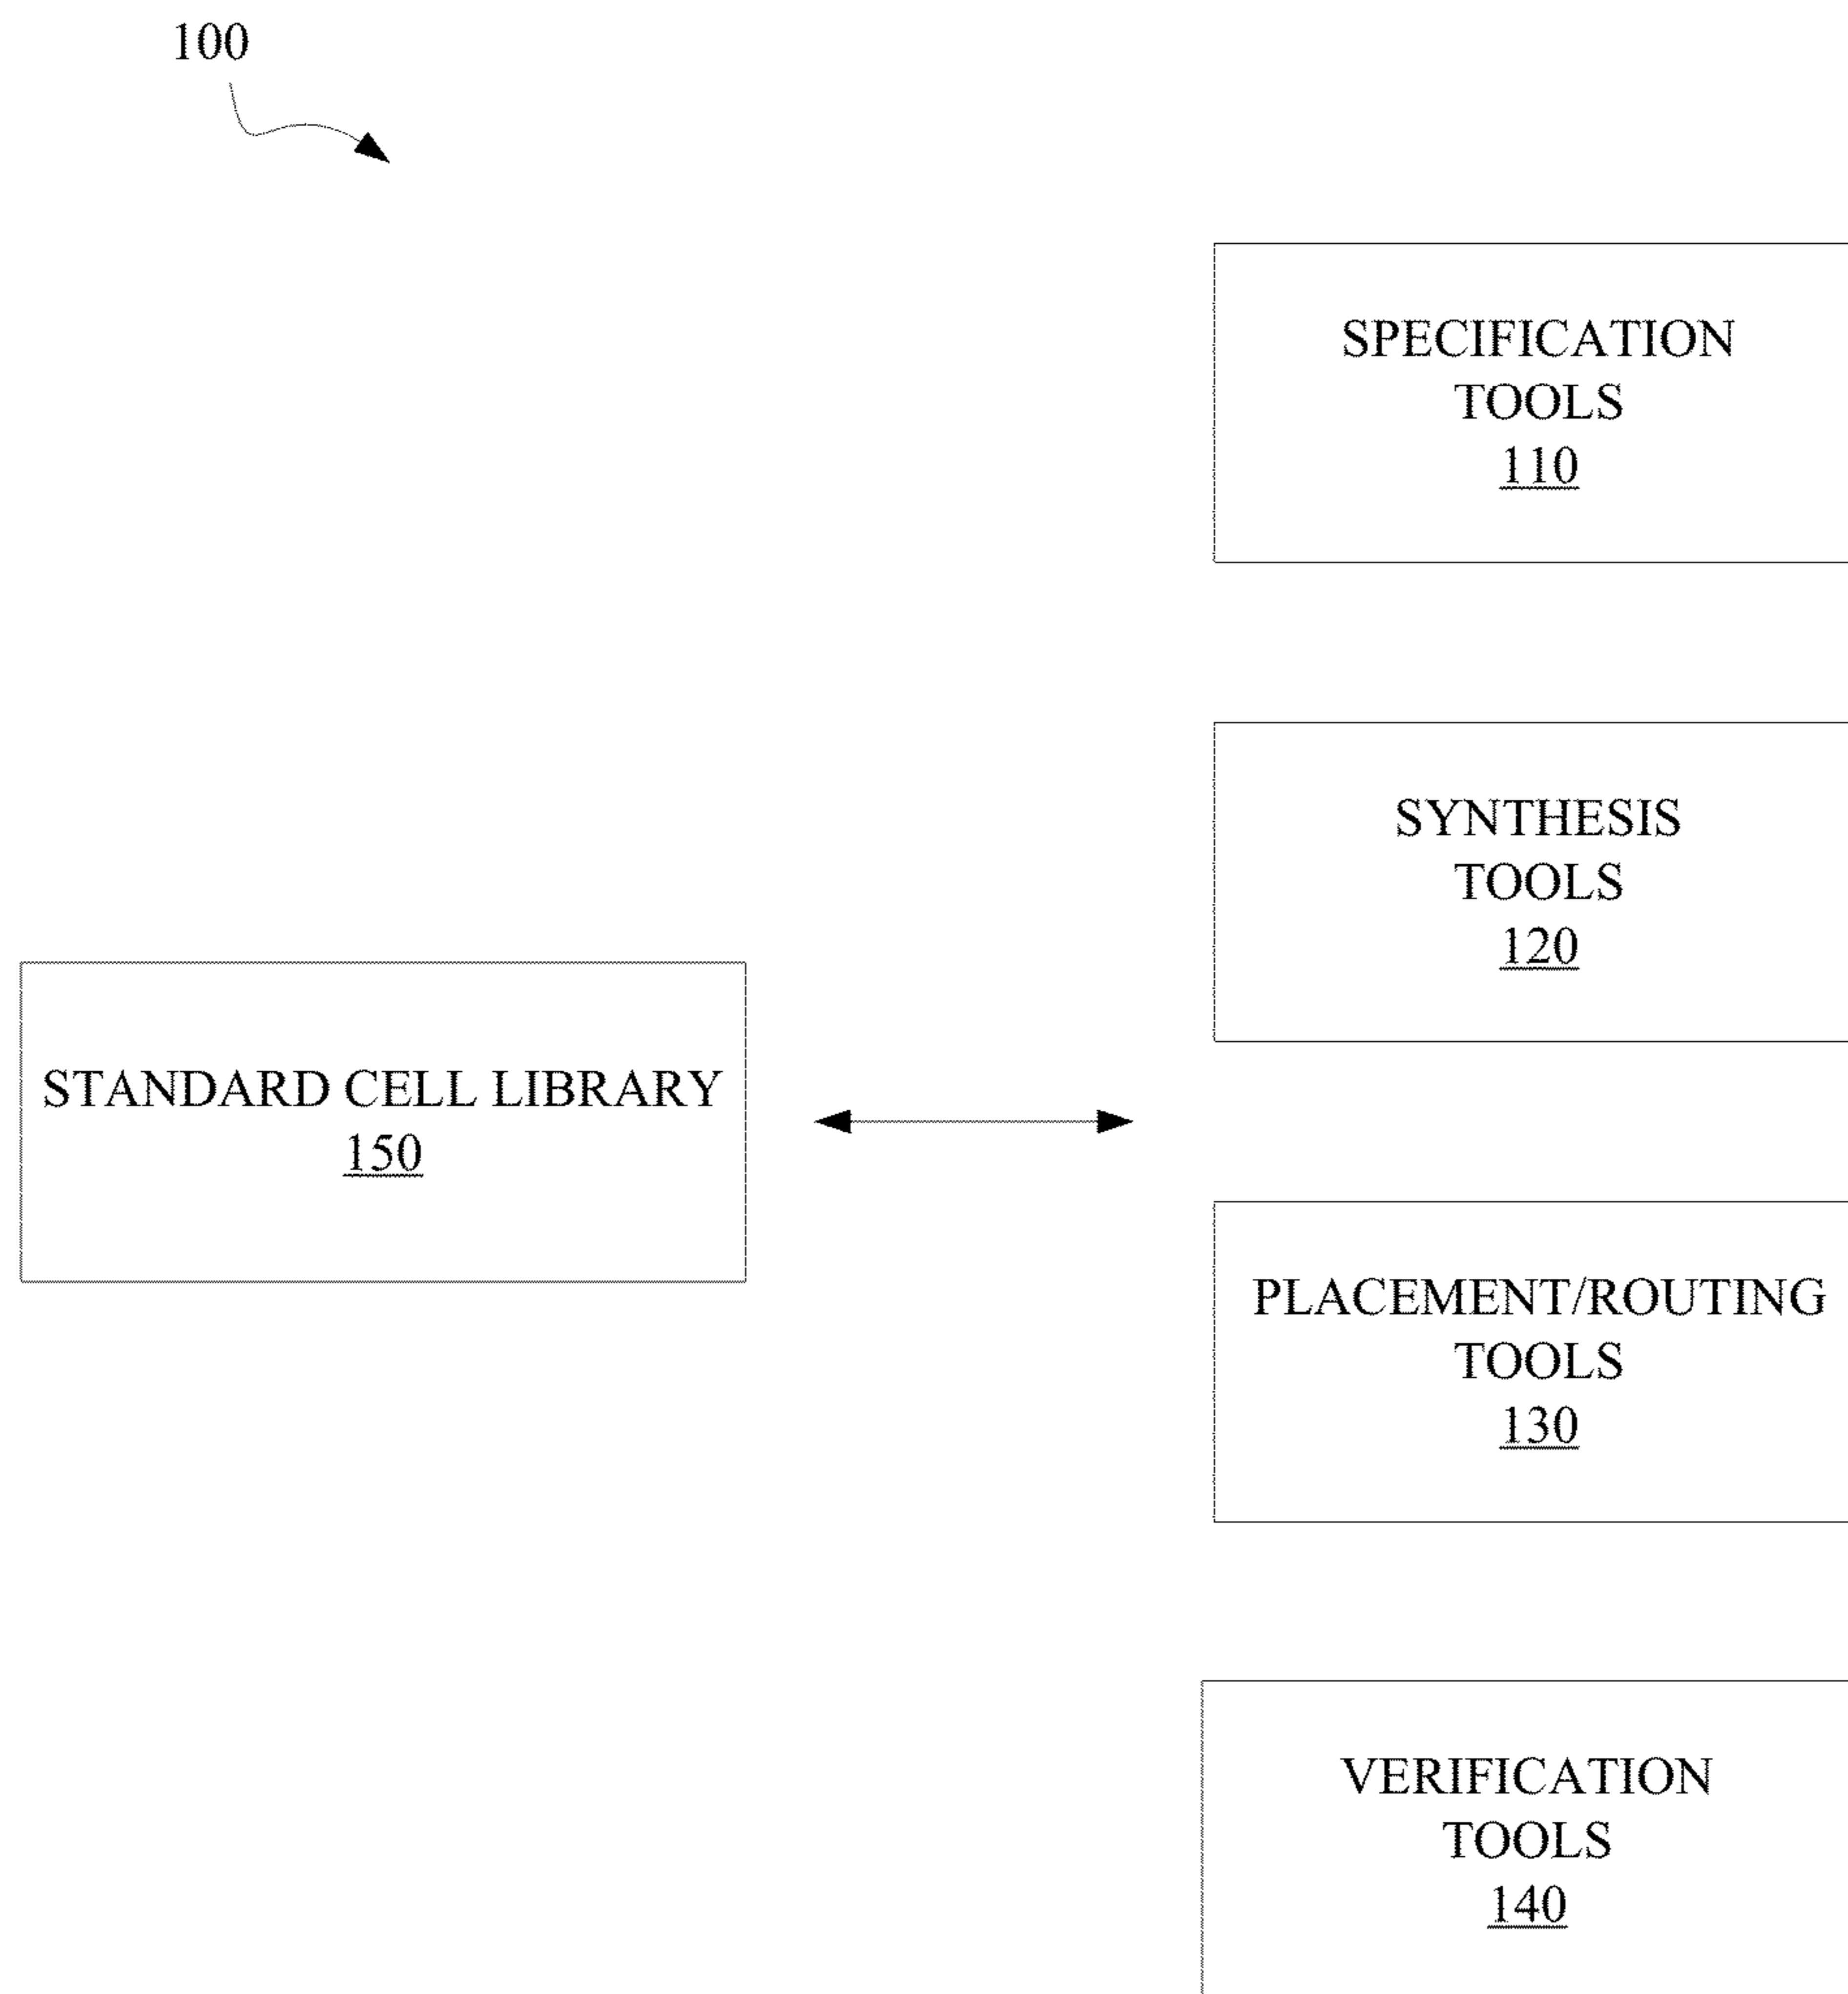 100
SPECIFICATION
TOOLS
110
SYNTHESIS
TOOLS
120
STANDARD CELL LIBRARY
150
PLACEMENT/ROUTING
TOOLS
130
VERIFICATION
TOOLS
140